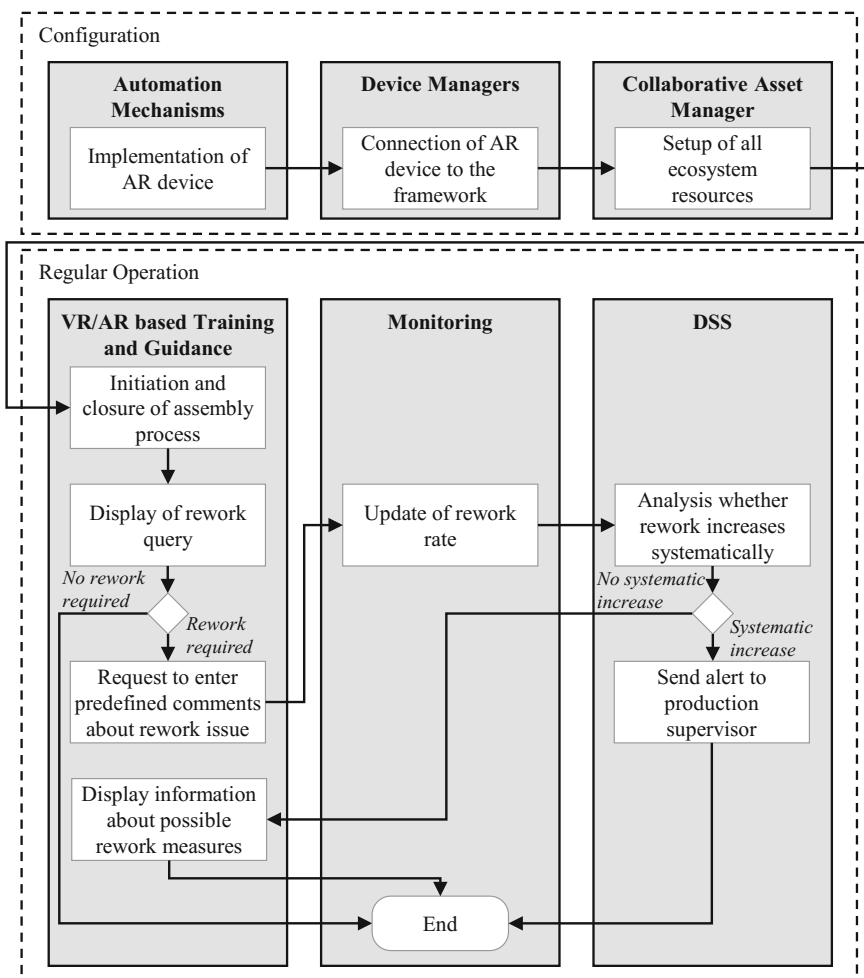 Configuration
Automation
Mechanisms
Implementation of
AR device
Device Managers
Connection of AR
device to the
framework
Collaborative Asset
Manager
Setup of all
ecosystem
resources
Regular Operation
VR/AR based Training
and Guidance
Initiation and
closure of assembly
process
Display of rework
query
No rework
required
Rework
required
Request to enter
predefined comments
about rework issue
Display information
about possible
rework measures
Monitoring
Update of rework
rate
End
DSS
Analysis whether
rework increases
systematically
No systematic
increase
Systematic
increase
Send alert to
production
supervisor